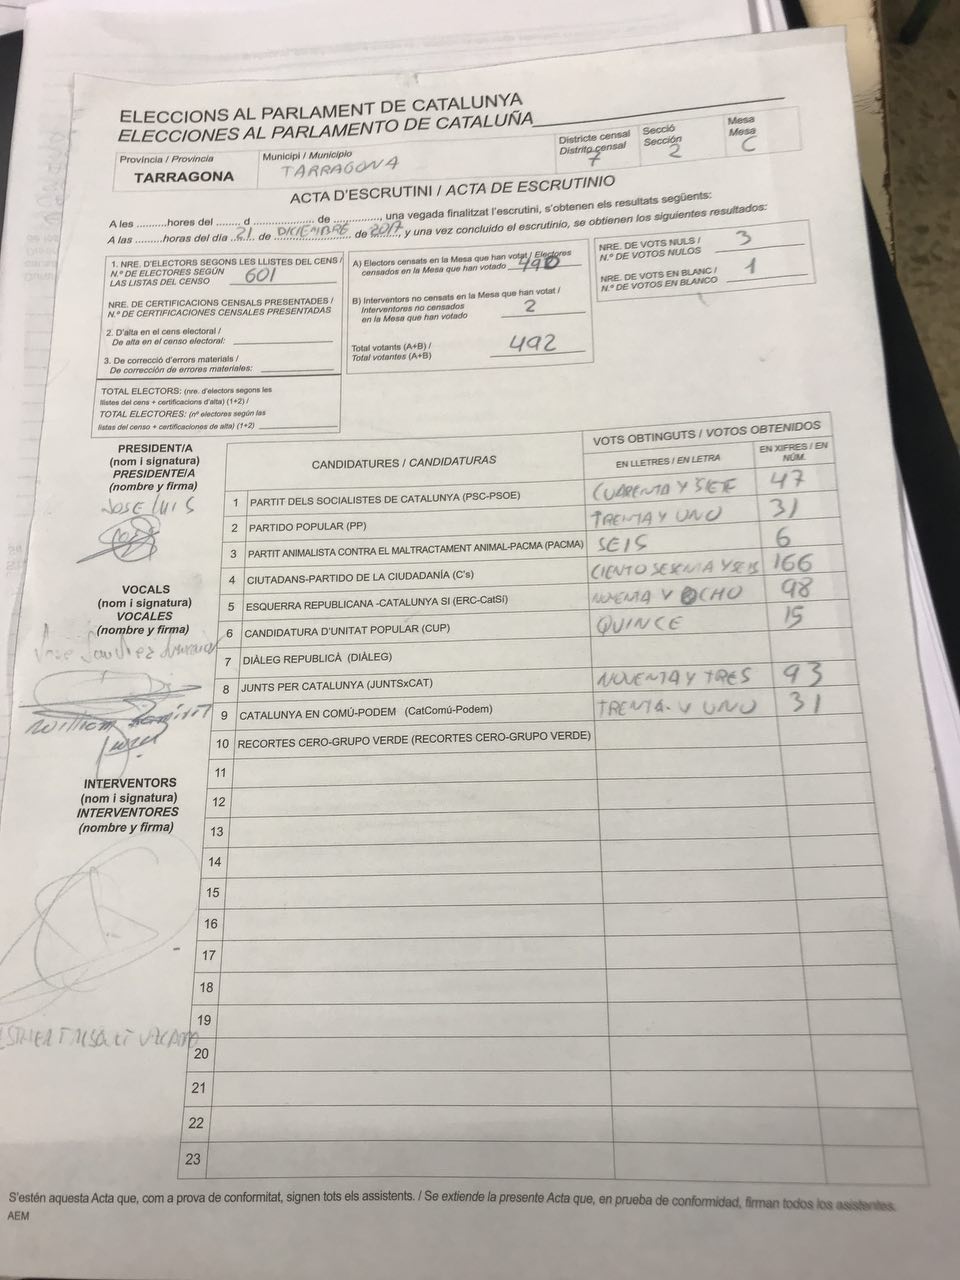 ELECCIONS AL PARLAMENT DE CATALUNYA
ELECCIONES AL PARLAMENTO DE CATALUÑA
Província / Provincia
TARRAGONA
Municipi / Municipio
TARRAGONA
Districte censal
Distrito censal
7
Secció
Sección
2
Mesa
Mesa
C
ACTA D'ESCRUTINI / ACTA DE ESCRUTINIO
A les ..........hores del ........ d ..................... de .............., una vegada finalitzat l'escrutini, s'obtenen els resultats següents:
A las .........horas del día ..21.. de DICIEMBRE de 2017, y una vez concluido el escrutinio, se obtienen los siguientes resultados:
1. NRE. D'ELECTORS SEGONS LES LLISTES DEL CENS /
N.º DE ELECTORES SEGÚN
LAS LISTAS DEL CENSO 601
NRE. DE CERTIFICACIONS CENSALS PRESENTADES /
N.º DE CERTIFICACIONES CENSALES PRESENTADAS
2. D'alta en el cens electoral /
De alta en el censo electoral:
3. De correcció d'errors materials /
De corrección de errores materiales:
TOTAL ELECTORS: (nre. d'electors segons les
llistes del cens + certificacions d'alta) (1+2) /
TOTAL ELECTORES: (nº electores según las
listas del censo + certificaciones de alta) (1+2)
A) Electors censats en la Mesa que han votat / Electores
censados en la Mesa que han votado 490
B) Interventors no censats en la Mesa que han votat /
Interventores no censados
en la Mesa que han votado 2
Total votants (A+B) /
Total votantes (A+B) 492
NRE. DE VOTS NULS /
N.º DE VOTOS NULOS 3
NRE. DE VOTS EN BLANC /
N.º DE VOTOS EN BLANCO 1
PRESIDENT/A
(nom i signatura)
PRESIDENTE/A
(nombre y firma)
JOSE LUIS
VOCALS
(nom i signatura)
VOCALES
(nombre y firma)
Jose Sanchez
William Ramirez
INTERVENTORS
(nom i signatura)
INTERVENTORES
(nombre y firma)
CANDIDATURES / CANDIDATURAS
VOTS OBTINGUTS / VOTOS OBTENIDOS
EN LLETRES / EN LETRA
EN XIFRES / EN NÚM.
1 PARTIT DELS SOCIALISTES DE CATALUNYA (PSC-PSOE) CUARENTA Y SIETE 47
2 PARTIDO POPULAR (PP) TRENTA Y UNO 31
3 PARTIT ANIMALISTA CONTRA EL MALTRACTAMENT ANIMAL-PACMA (PACMA) SEIS 6
4 CIUTADANS-PARTIDO DE LA CIUDADANÍA (C's) CIENTO SESENTA Y SEIS 166
5 ESQUERRA REPUBLICANA -CATALUNYA SI (ERC-CatSí) NOVENTA Y OCHO 98
6 CANDIDATURA D'UNITAT POPULAR (CUP) QUINCE 15
7 DIÀLEG REPUBLICÀ (DIÀLEG)
8 JUNTS PER CATALUNYA (JUNTSxCAT) NOVENTA Y TRES 93
9 CATALUNYA EN COMÚ-PODEM (CatComú-Podem) TRENTA Y UNO 31
10 RECORTES CERO-GRUPO VERDE (RECORTES CERO-GRUPO VERDE)
11
12
13
14
15
16
17
18
19
20
21
22
23
S'estén aquesta Acta que, com a prova de conformitat, signen tots els assistents. / Se extiende la presente Acta que, en prueba de conformidad, firman todos los asistentes.
AEM